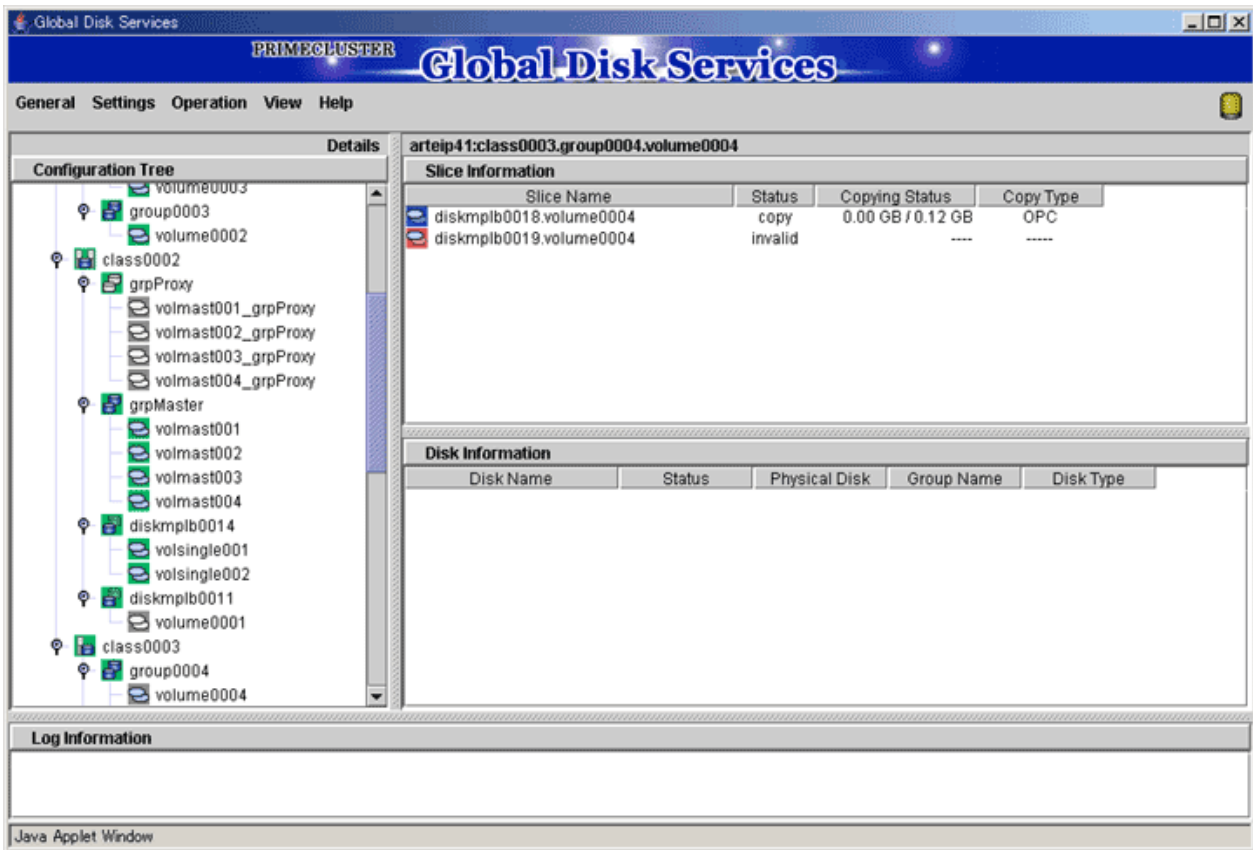 Global Disk Services
PRIMECLUSTER Global Disk Services
General Settings Operation View Help
Details
Configuration Tree
volume0003
group0003
volume0002
class0002
grpProxy
volmast001_grpProxy
volmast002_grpProxy
volmast003_grpProxy
volmast004_grpProxy
grpMaster
volmast001
volmast002
volmast003
volmast004
diskmplb0014
volsingle001
volsingle002
diskmplb0011
volume0001
class0003
group0004
volume0004
arteip41:class0003.group0004.volume0004
Slice Information
Slice Name Status Copying Status Copy Type
diskmplb0018.volume0004 copy 0.00 GB / 0.12 GB OPC
diskmplb0019.volume0004 invalid ---- -----
Disk Information
Disk Name Status Physical Disk Group Name Disk Type
Log Information
Java Applet Window